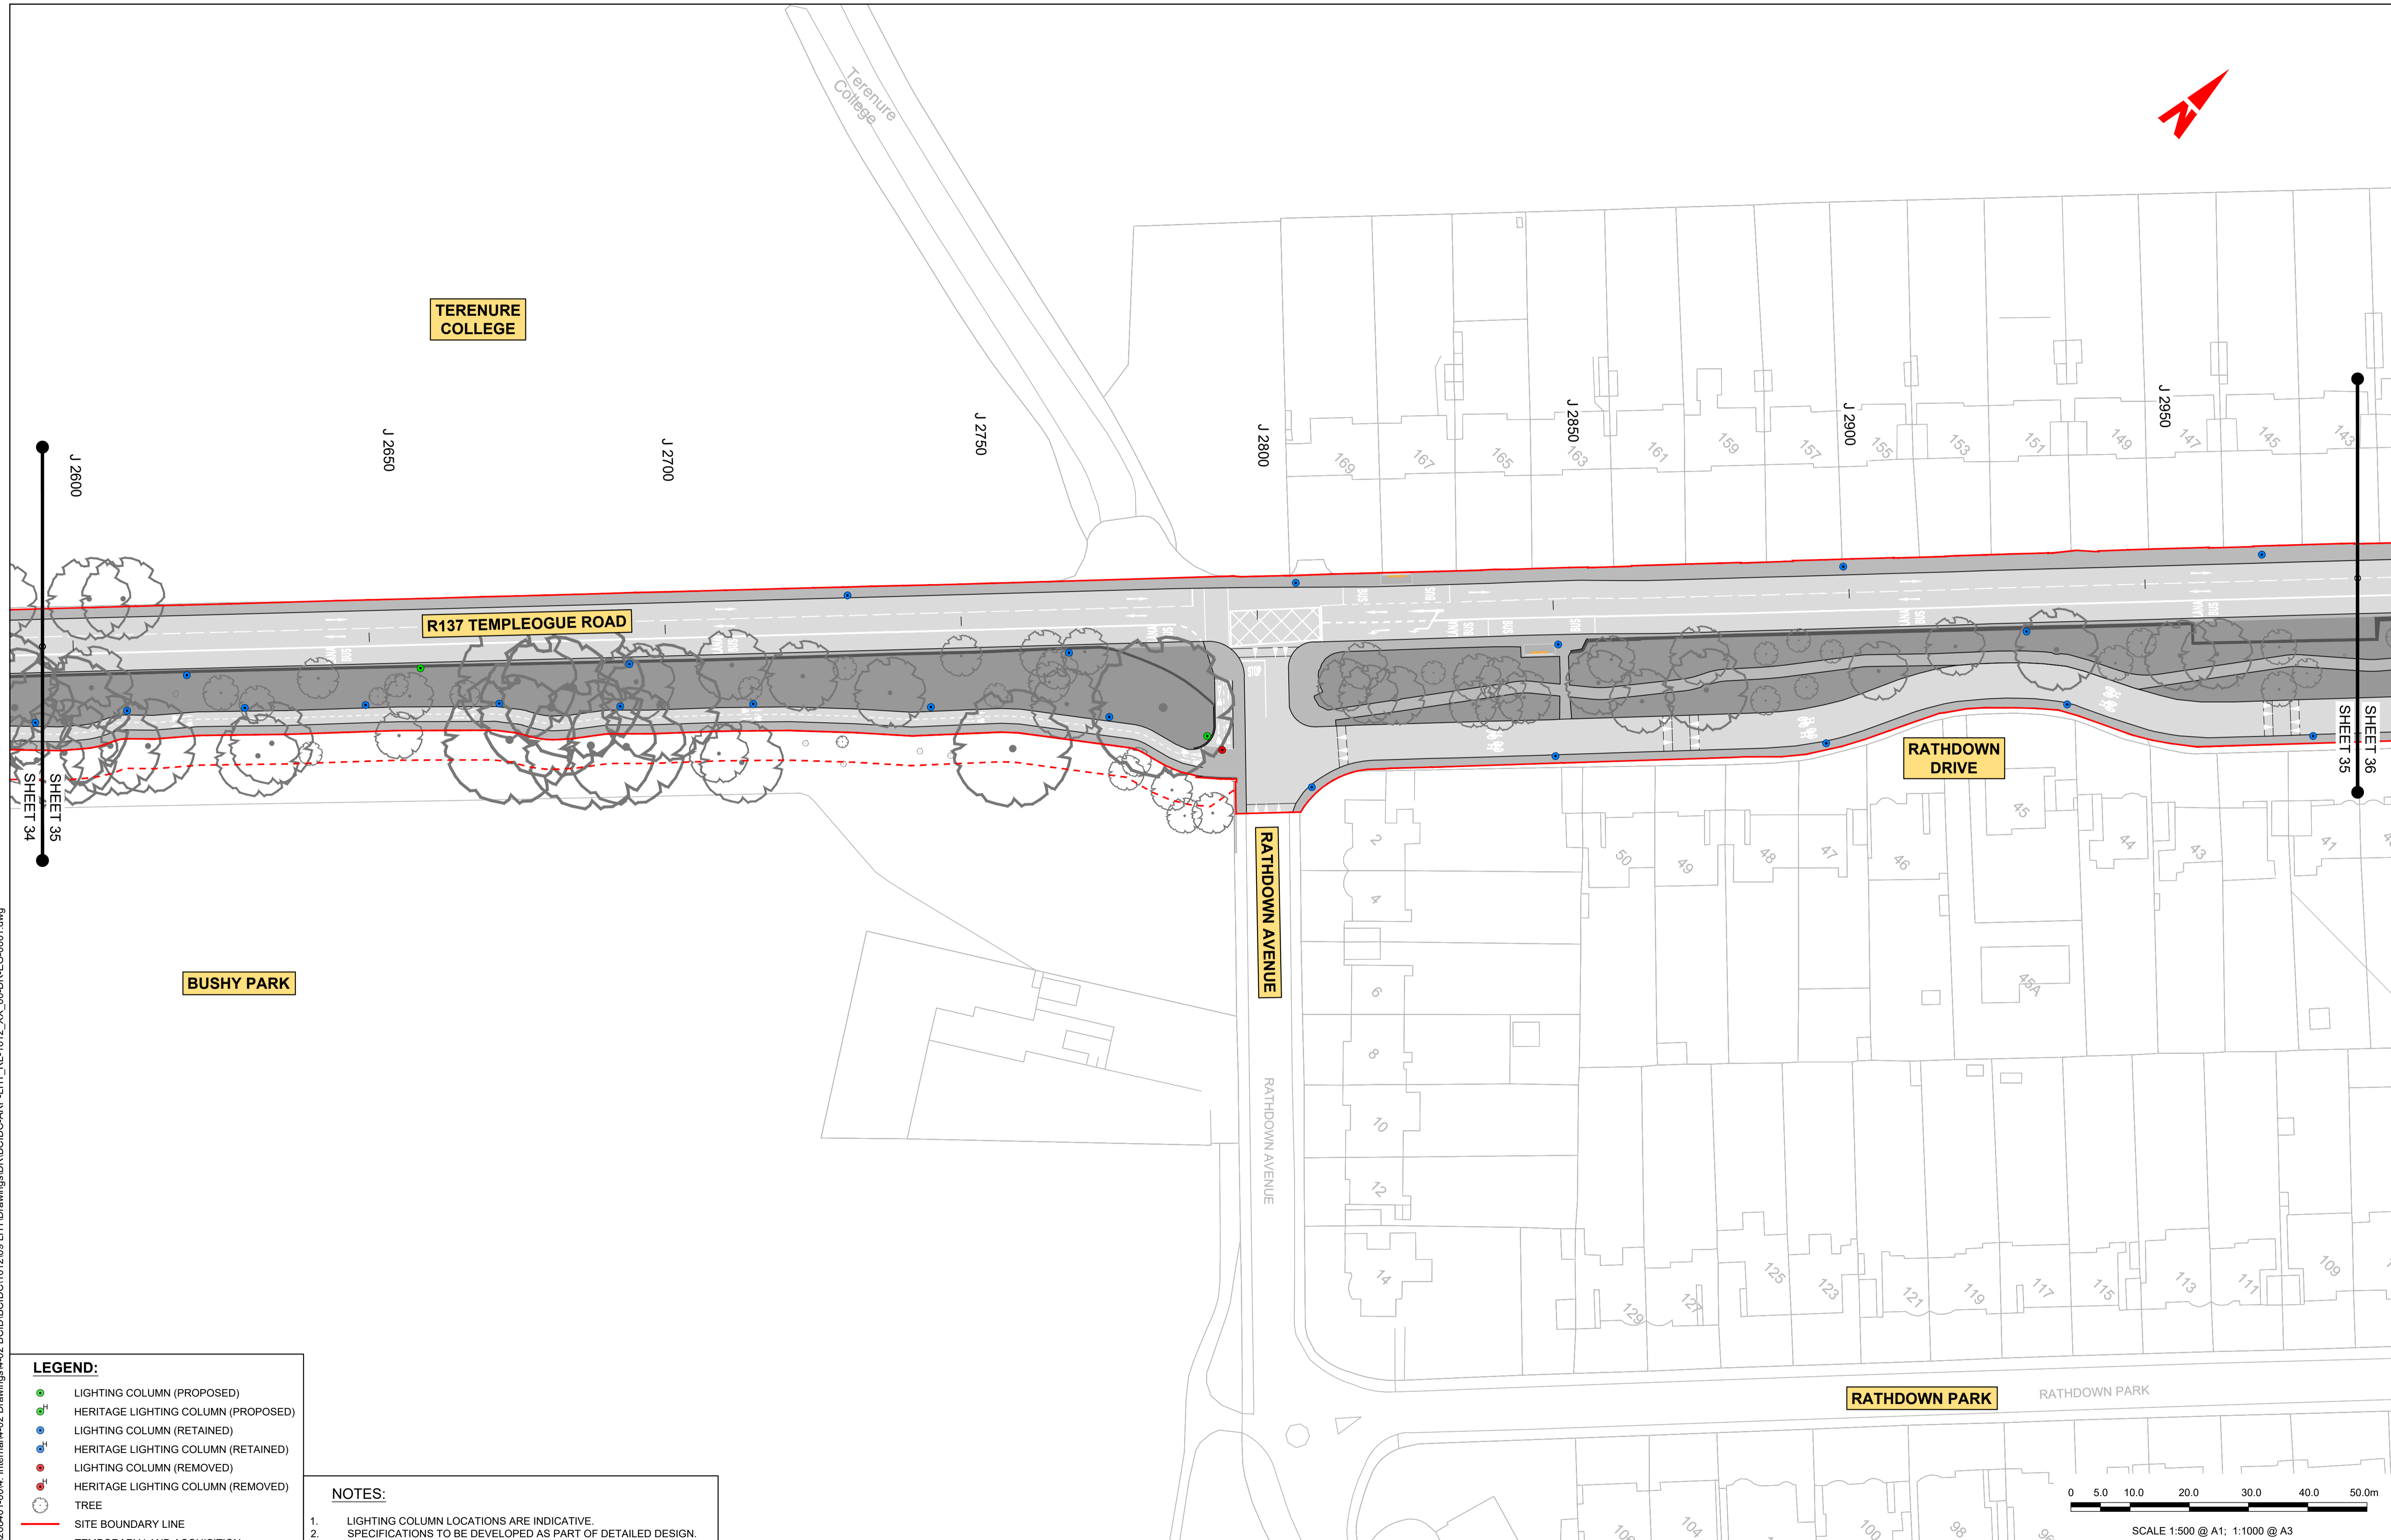 Terenure
College
TERENURE
COLLEGE
N
J 2600
J 2650
J 2700
J 2750
J 2800
J 2850
J 2900
J 2950
169
167
165
163
161
159
157
155
153
151
149
147
145
143
R137 TEMPLEOGUE ROAD
BUS
BUS
BUS
BUS
STOP
SHEET 35
SHEET 34
SHEET 36
SHEET 35
RATHDOWN
DRIVE
RATHDOWN AVENUE
BUSHY PARK
2
4
6
8
10
12
14
50
49
48
47
46
45
44
43
41
45A
RATHDOWN AVENUE
129
127
125
123
121
119
117
115
113
111
109
RATHDOWN PARK
RATHDOWN PARK
104
100
98
LEGEND:
LIGHTING COLUMN (PROPOSED)
H HERITAGE LIGHTING COLUMN (PROPOSED)
LIGHTING COLUMN (RETAINED)
H HERITAGE LIGHTING COLUMN (RETAINED)
LIGHTING COLUMN (REMOVED)
H HERITAGE LIGHTING COLUMN (REMOVED)
TREE
SITE BOUNDARY LINE
NOTES:
1. LIGHTING COLUMN LOCATIONS ARE INDICATIVE.
2. SPECIFICATIONS TO BE DEVELOPED AS PART OF DETAILED DESIGN.
0 5.0 10.0 20.0 30.0 40.0 50.0m
SCALE 1:500 @ A1; 1:1000 @ A3